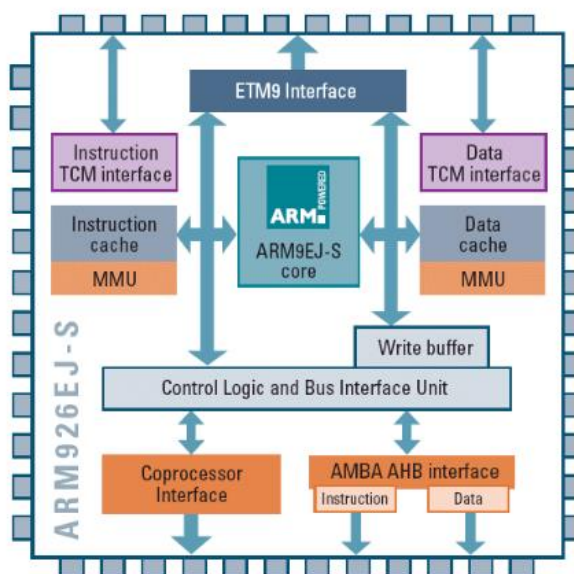 ETM9 Interface
Instruction
TCM interface
Data
TCM interface
ARM
POWERED
ARM9EJ-S
core
Instruction
cache
MMU
Data
cache
MMU
Write buffer
Control Logic and Bus Interface Unit
Coprocessor
Interface
AMBA AHB interface
Instruction
Data
ARM926EJ-S